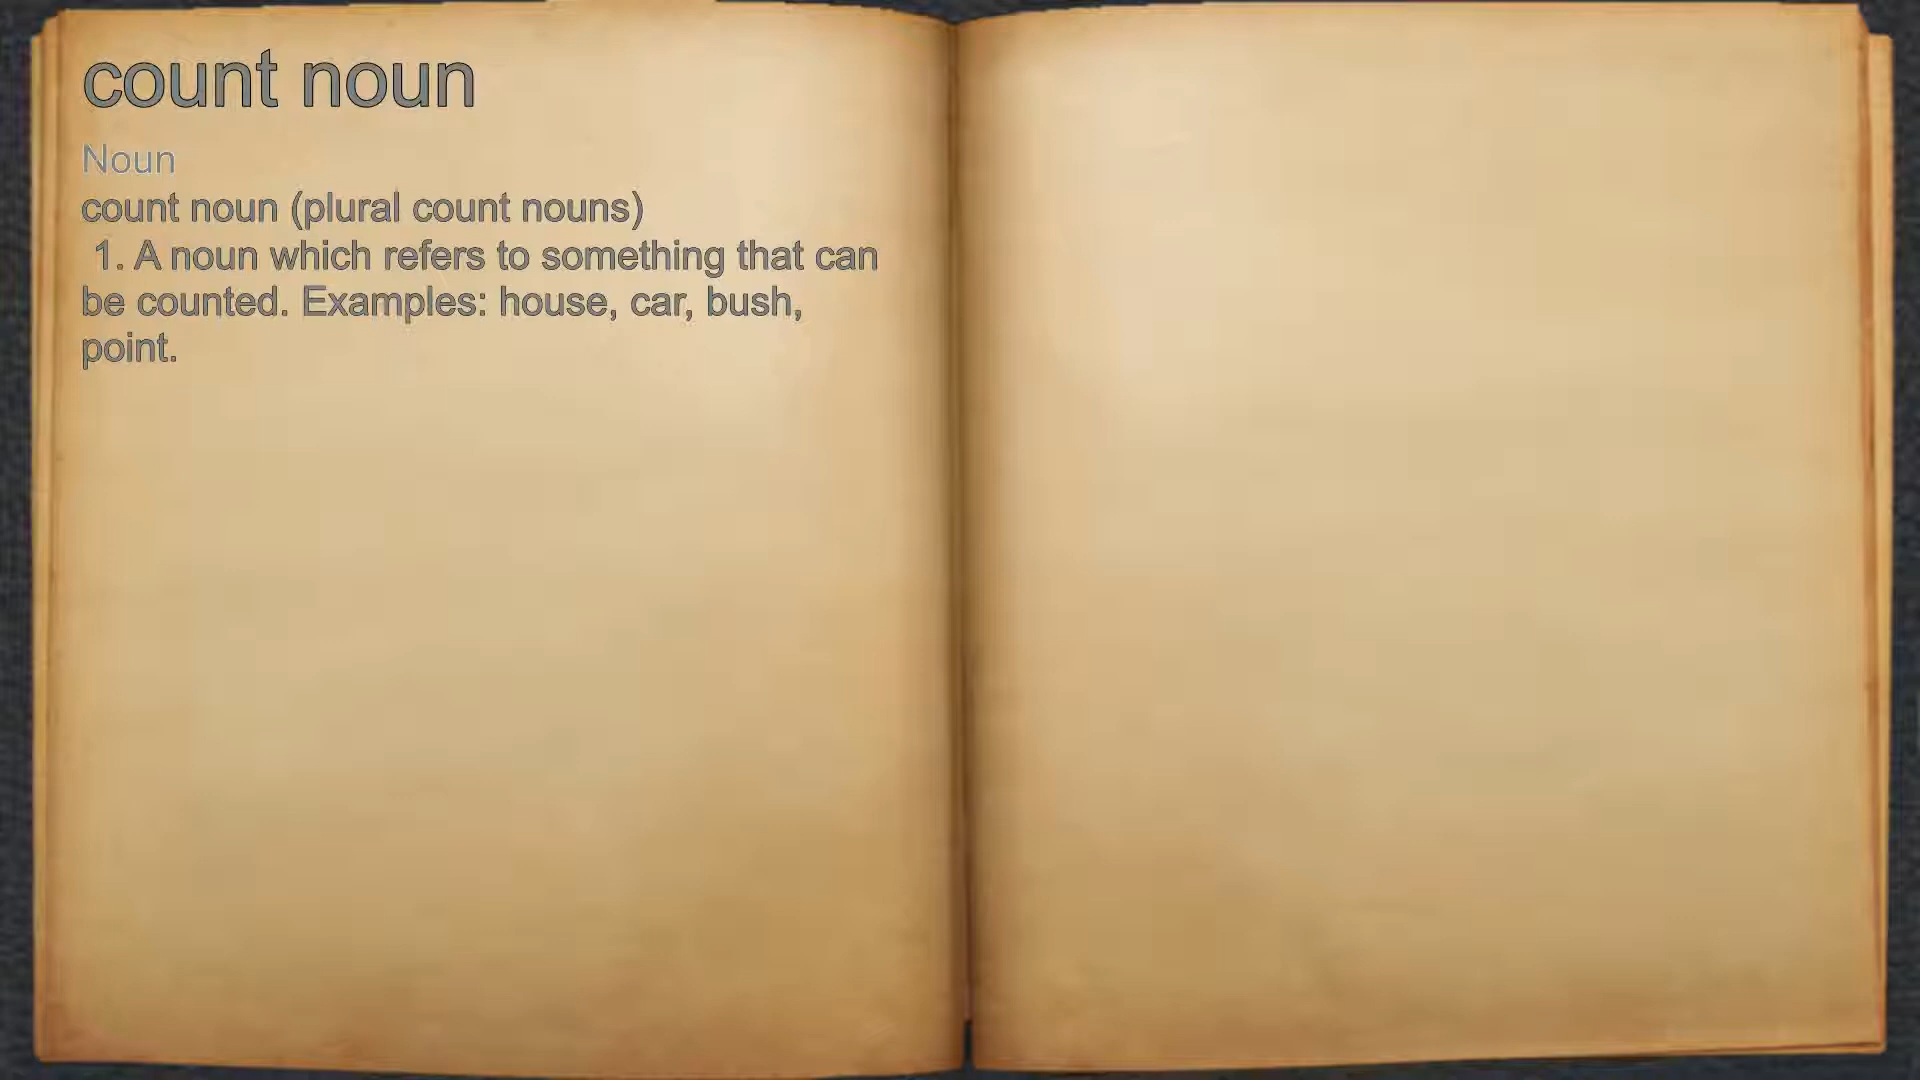 count noun
Noun
count noun (plural count nouns)
1. A noun which refers to something that can
be counted. Examples: house, car, bush,
point.